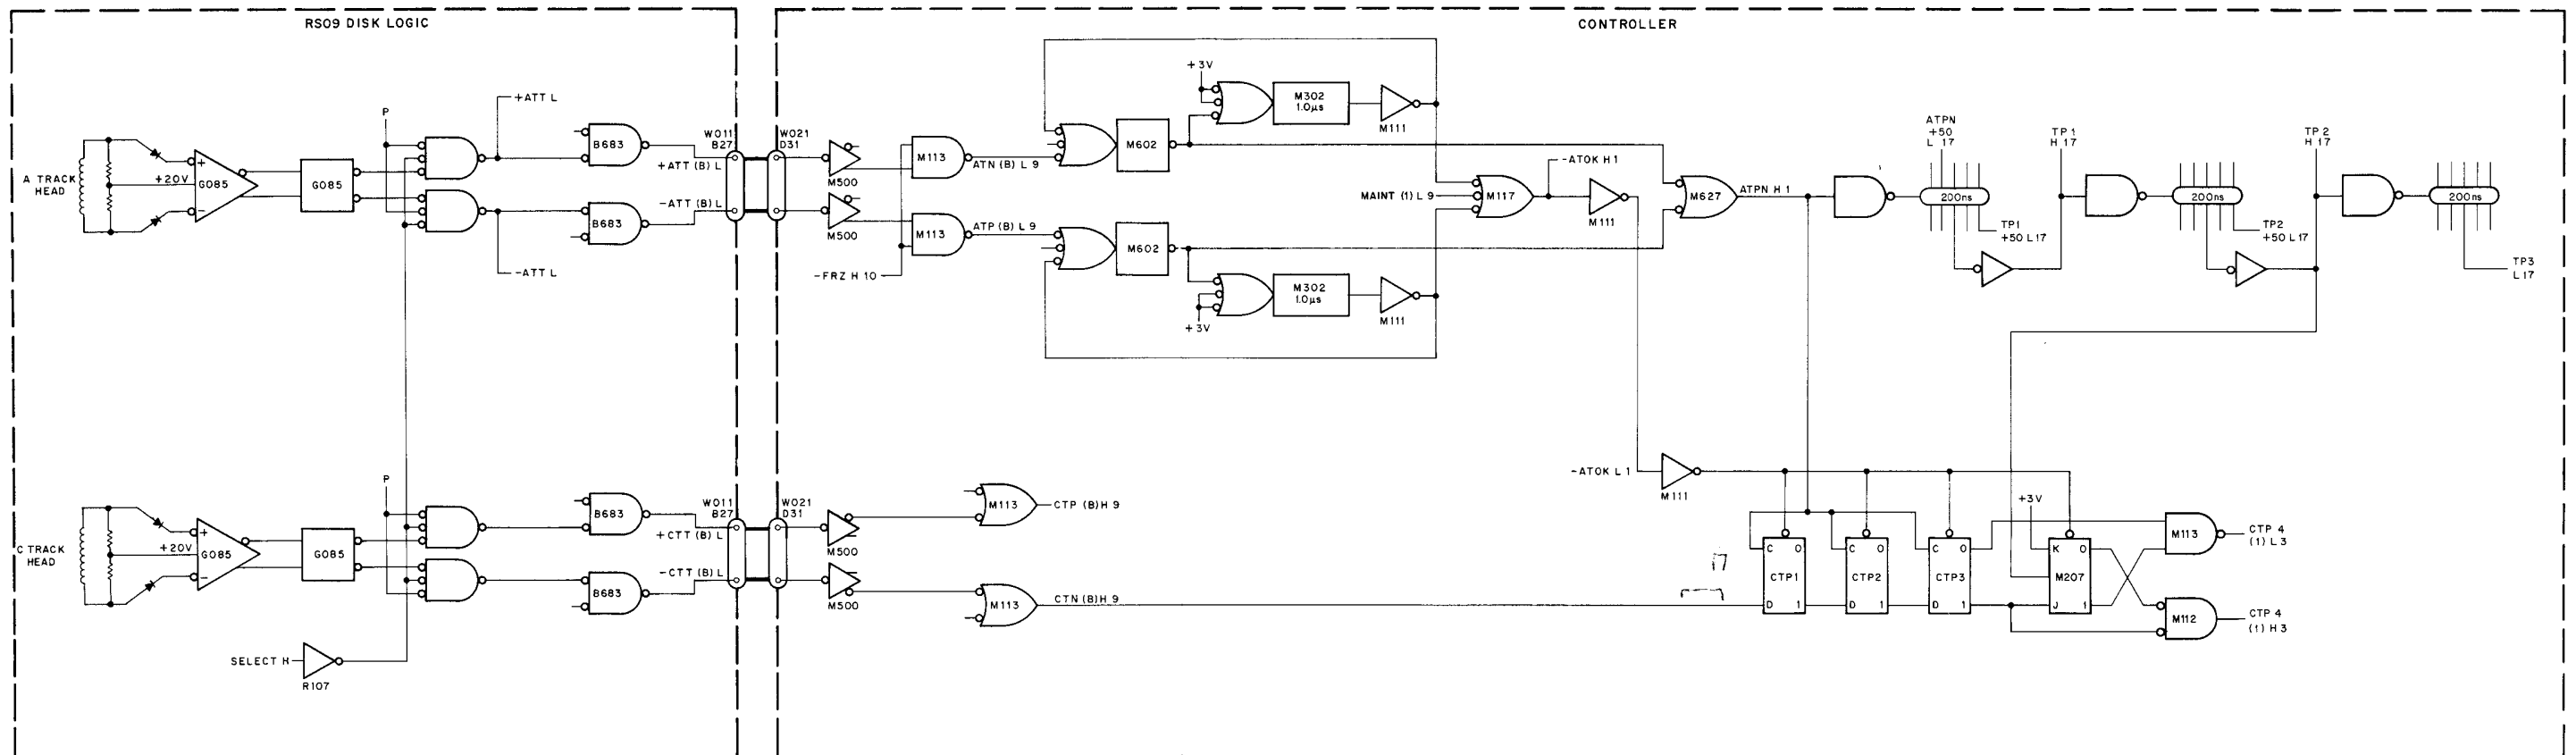 RS09 DISK LOGIC
CONTROLLER
A TRACK
HEAD
+20V
+
G085
−
G085
P
+ATT L
-ATT L
B683
B683
W011
B27
+ATT (B) L
-ATT (B) L
W021
D31
M500
M500
M113
M113
ATN (B) L 9
ATP (B) L 9
-FRZ H 10
M602
M602
+3V
M302
1.0µs
M111
M302
1.0µs
M111
+3V
MAINT (1) L 9
M117
-ATOK H 1
M111
M627
ATPN H 1
ATPN
+50
L 17
200ns
TP1
+50 L 17
TP 1
H 17
200ns
TP2
+50 L 17
TP 2
H 17
200ns
TP3
L 17
C TRACK
HEAD
+20V
+
G085
−
G085
P
B683
B683
W011
B27
+CTT (B) L
-CTT (B) L
W021
D31
M500
M500
M113
CTP (B) H 9
M113
CTN (B) H 9
SELECT H
R107
-ATOK L 1
M111
C 0
CTP1
D 1
C 0
CTP2
D 1
C 0
CTP3
D 1
+3V
K 0
M207
J 1
M113
CTP 4
(1) L 3
M112
CTP 4
(1) H 3